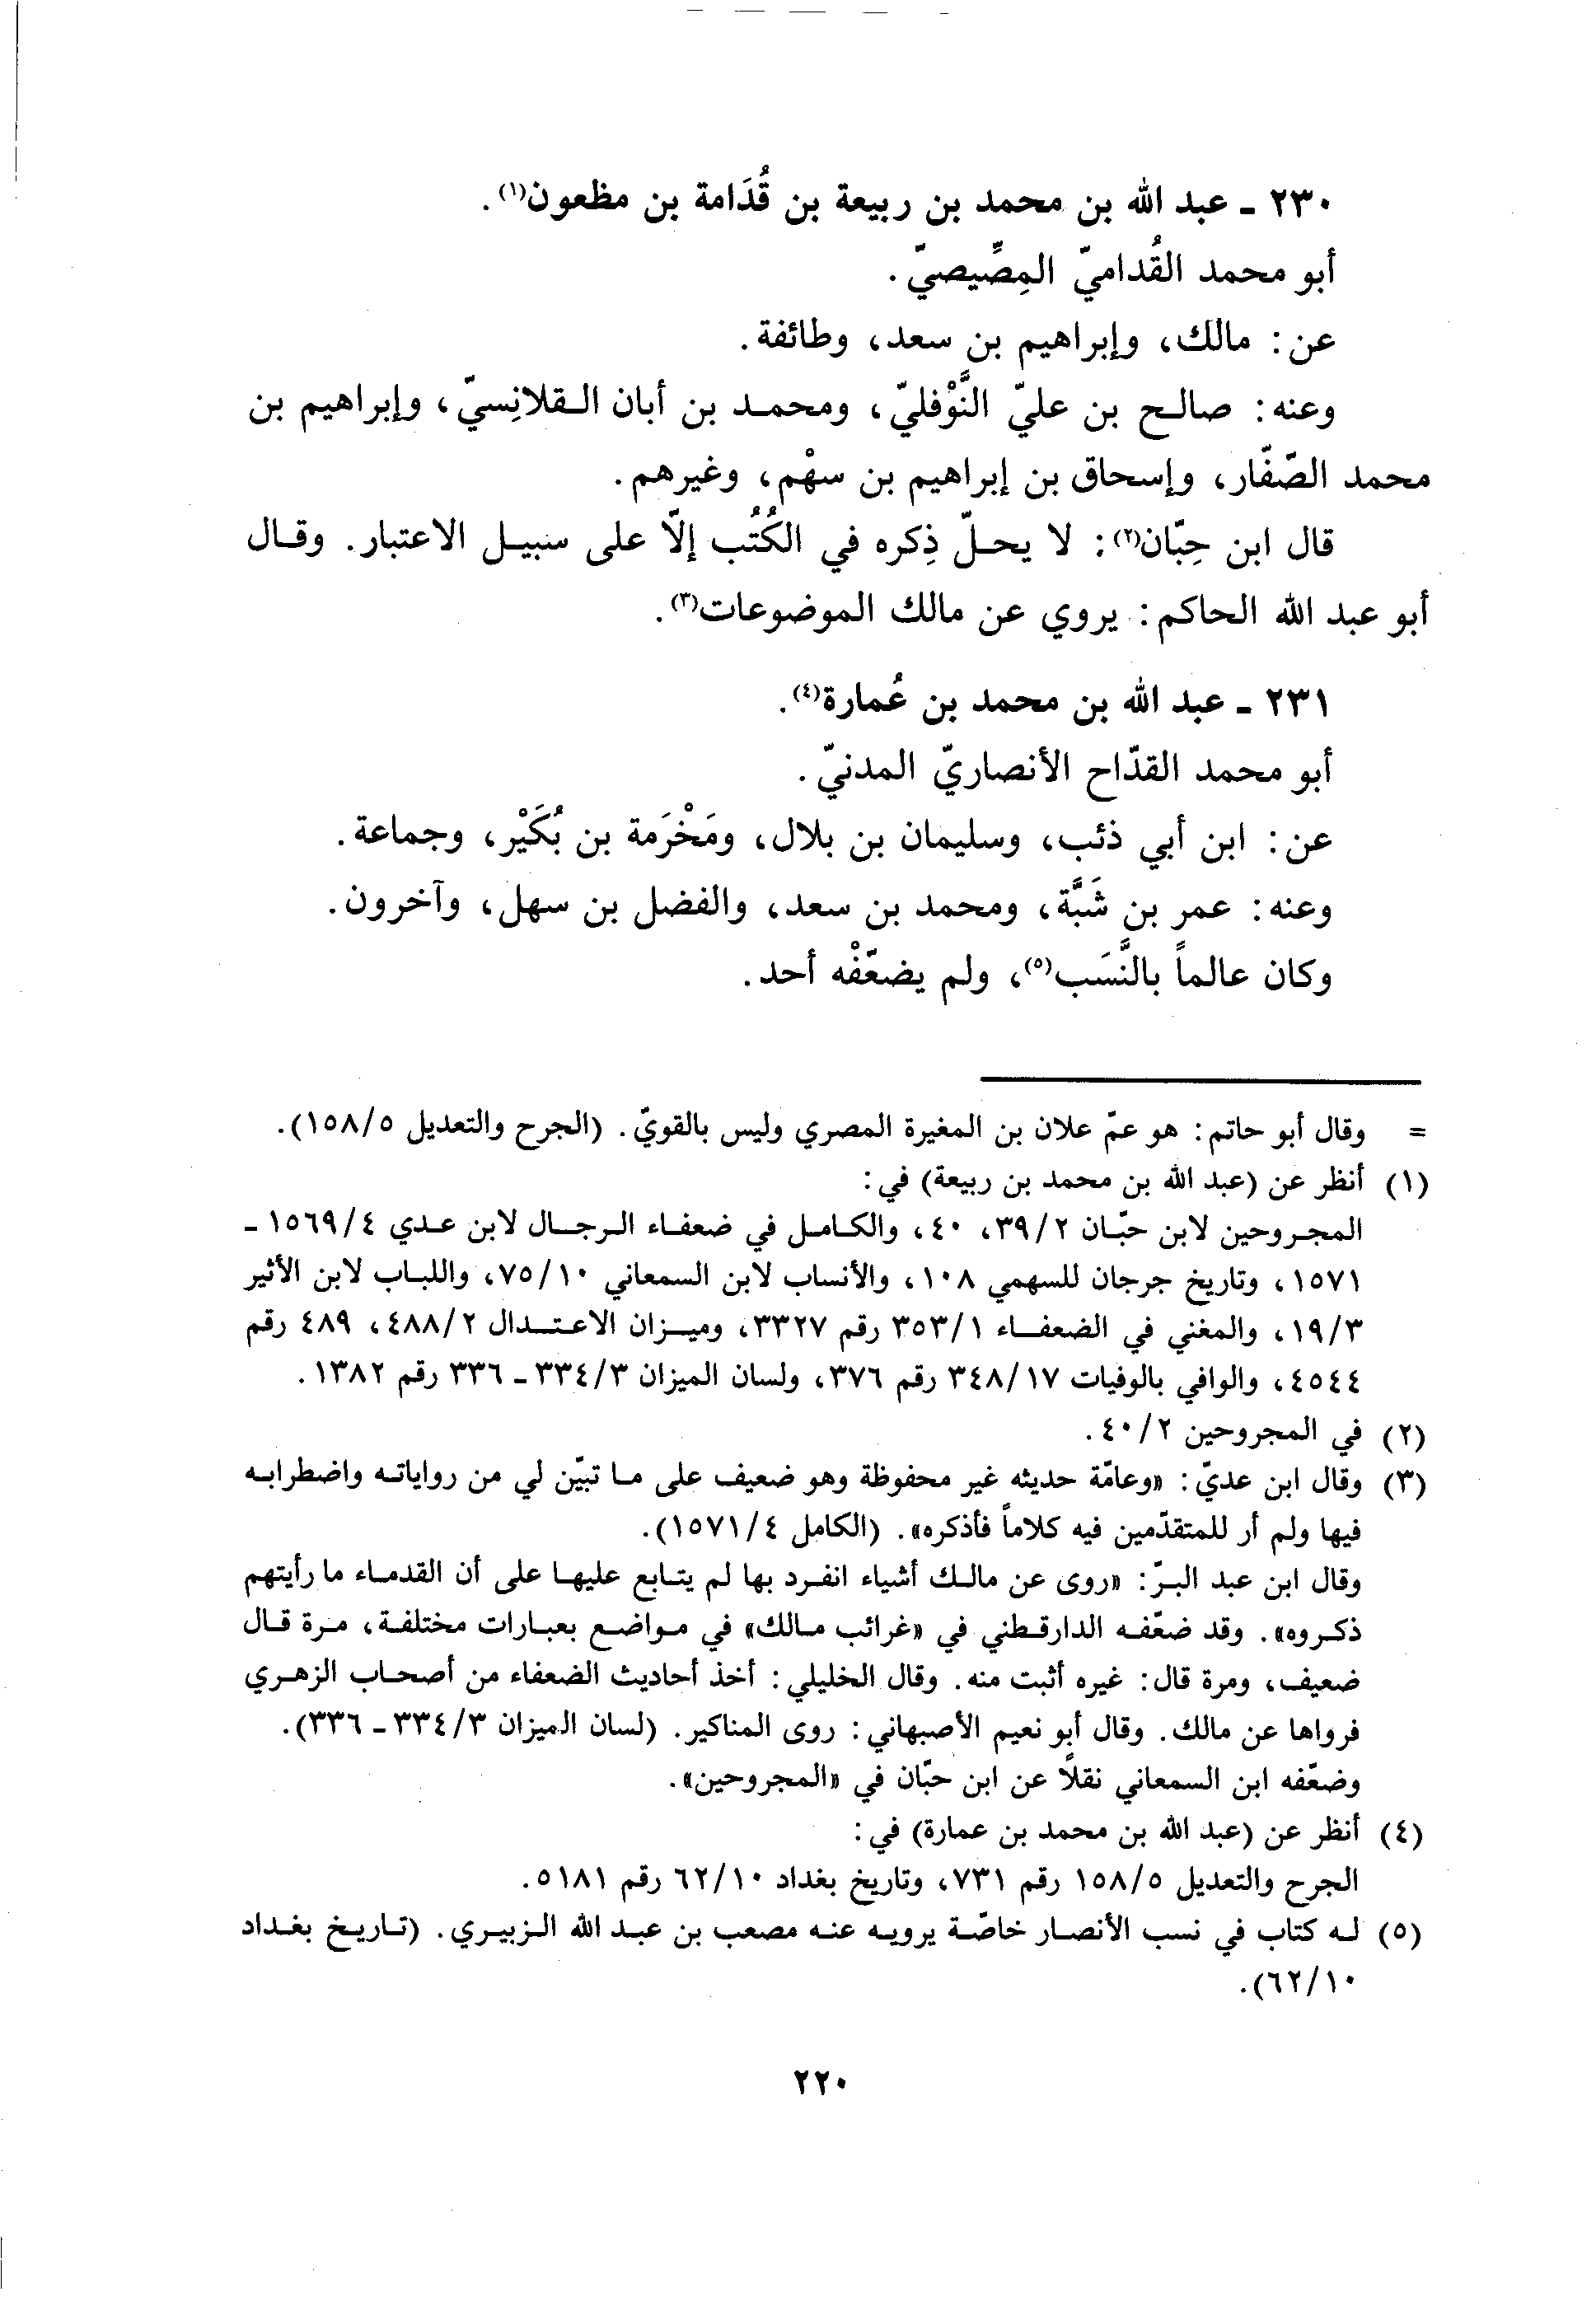 ٢٣٠ ـ عبد الله بن محمد بن ربيعة بن قُدَامة بن مظعون(١).
أبو محمد القُداميّ المِصِّيصيّ.
عن: مالك، وإبراهيم بن سعد، وطائفة.
وعنه: صالح بن عليّ النَّوْفليّ، ومحمد بن أبان القلانِسيّ، وإبراهيم بن
محمد الصّفّار، وإسحاق بن إبراهيم بن سهْم، وغيرهم.
قال ابن حِبّان(٢): لا يحلّ ذِكره في الكُتُب إلّا على سبيل الاعتبار. وقال
أبو عبد الله الحاكم: يروي عن مالك الموضوعات(٣).
٢٣١ ـ عبد الله بن محمد بن عُمارة(٤).
أبو محمد القدّاح الأنصاريّ المدنيّ.
عن: ابن أبي ذئب، وسليمان بن بلال، ومَخْرَمة بن بُكَيْر، وجماعة.
وعنه: عمر بن شَبَّة، ومحمد بن سعد، والفضل بن سهل، وآخرون.
وكان عالماً بالنَّسَب(٥)، ولم يضعّفْه أحد.
= وقال أبو حاتم: هو عمّ علان بن المغيرة المصري وليس بالقويّ. (الجرح والتعديل ١٥٨/٥).
(١) أنظر عن (عبد الله بن محمد بن ربيعة) في:
المجروحين لابن حبّان ٣٩/٢، ٤٠، والكامل في ضعفاء الرجال لابن عدي ١٥٦٩/٤ ـ
١٥٧١، وتاريخ جرجان للسهمي ١٠٨، والأنساب لابن السمعاني ٧٥/١٠، واللباب لابن الأثير
١٩/٣، والمغني في الضعفاء ٣٥٣/١ رقم ٣٣٢٧، وميزان الاعتدال ٤٨٨/٢، ٤٨٩ رقم
٤٥٤٤، والوافي بالوفيات ٣٤٨/١٧ رقم ٣٧٦، ولسان الميزان ٣٣٤/٣ ـ ٣٣٦ رقم ١٣٨٢.
(٢) في المجروحين ٤٠/٢.
(٣) وقال ابن عديّ: «وعامّة حديثه غير محفوظة وهو ضعيف على ما تبيّن لي من رواياته واضطرابه
فيها ولم أر للمتقدّمين فيه كلاماً فأذكره». (الكامل ١٥٧١/٤).
وقال ابن عبد البرّ: «روى عن مالك أشياء انفرد بها لم يتابع عليها على أن القدماء ما رأيتهم
ذكروه». وقد ضعّفه الدارقطني في «غرائب مالك» في مواضع بعبارات مختلفة، مرة قال
ضعيف، ومرة قال: غيره أثبت منه. وقال الخليلي: أخذ أحاديث الضعفاء من أصحاب الزهري
فرواها عن مالك. وقال أبو نعيم الأصبهاني: روى المناكير. (لسان الميزان ٣٣٤/٣ ـ ٣٣٦).
وضعّفه ابن السمعاني نقلاً عن ابن حبّان في «المجروحين».
(٤) أنظر عن (عبد الله بن محمد بن عمارة) في:
الجرح والتعديل ١٥٨/٥ رقم ٧٣١، وتاريخ بغداد ٦٢/١٠ رقم ٥١٨١.
(٥) له كتاب في نسب الأنصار خاصّة يرويه عنه مصعب بن عبد الله الزبيري. (تاريخ بغداد
٦٢/١٠).
٢٢٠